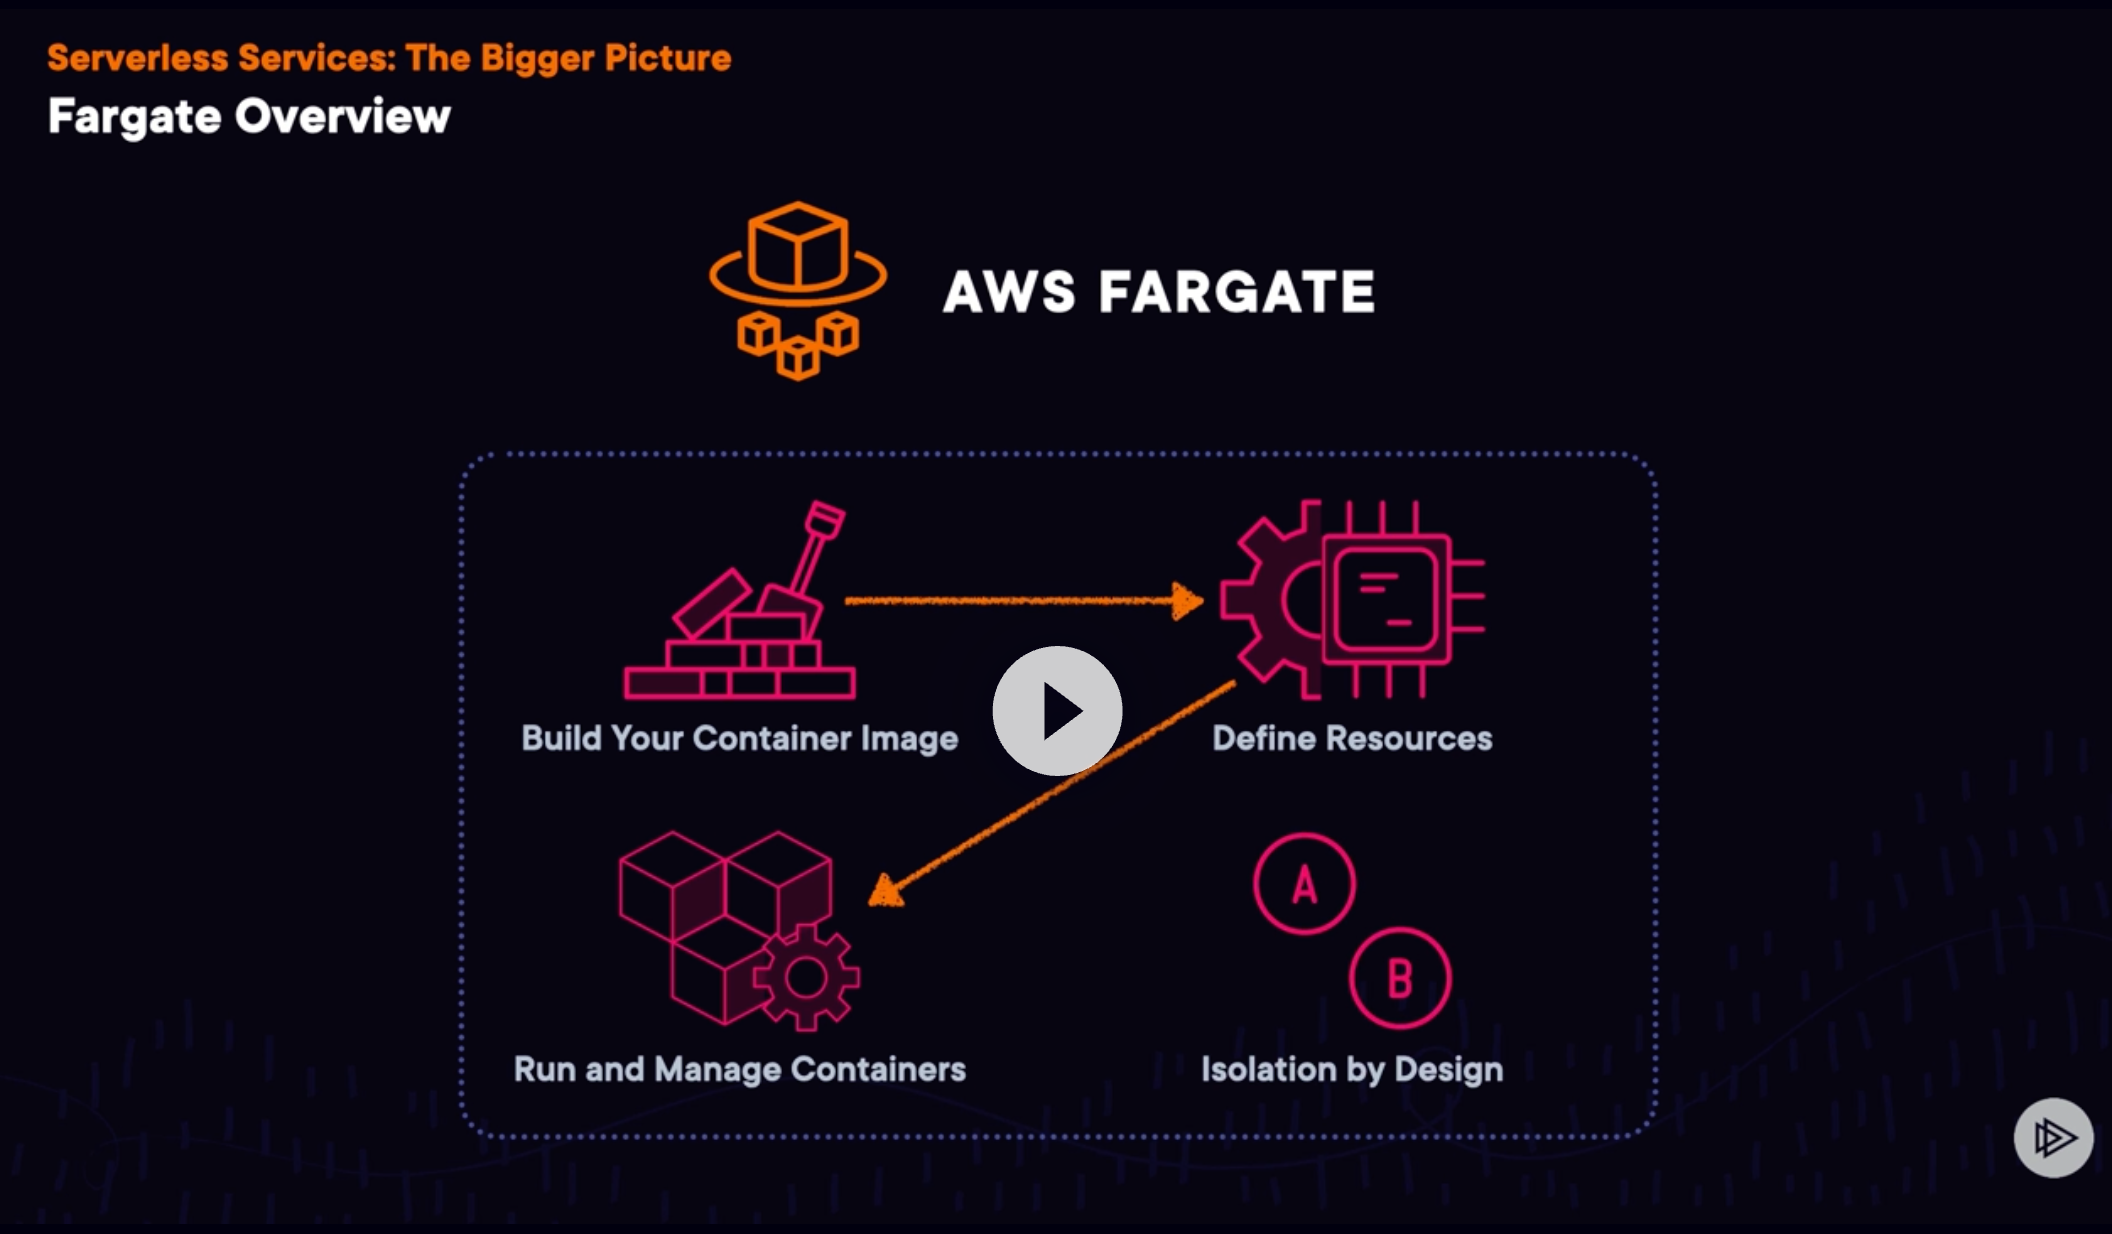 Serverless Services: The Bigger Picture
Fargate Overview
AWS FARGATE
Build Your Container Image
Define Resources
Run and Manage Containers
A
B
Isolation by Design